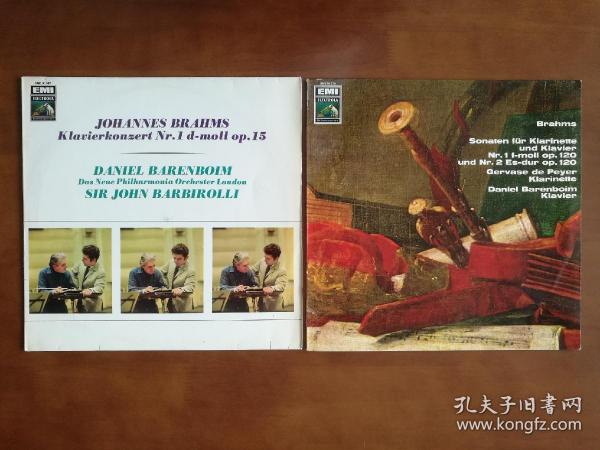 EMI
ELECTROLA
JOHANNES BRAHMS
Klavierkonzert Nr. 1 d-moll op. 15
DANIEL BARENBOIM
Das Neue Philharmonia Orchester London
SIR JOHN BARBIROLLI
EMI
ELECTROLA
Brahms
Sonaten für Klarinette
und Klavier
Nr. 1 f-moll op. 120
und Nr. 2 Es-dur op. 120
Gervase de Peyer
Klarinette
Daniel Barenboim
Klavier
孔夫子旧书网
www.kongfz.com